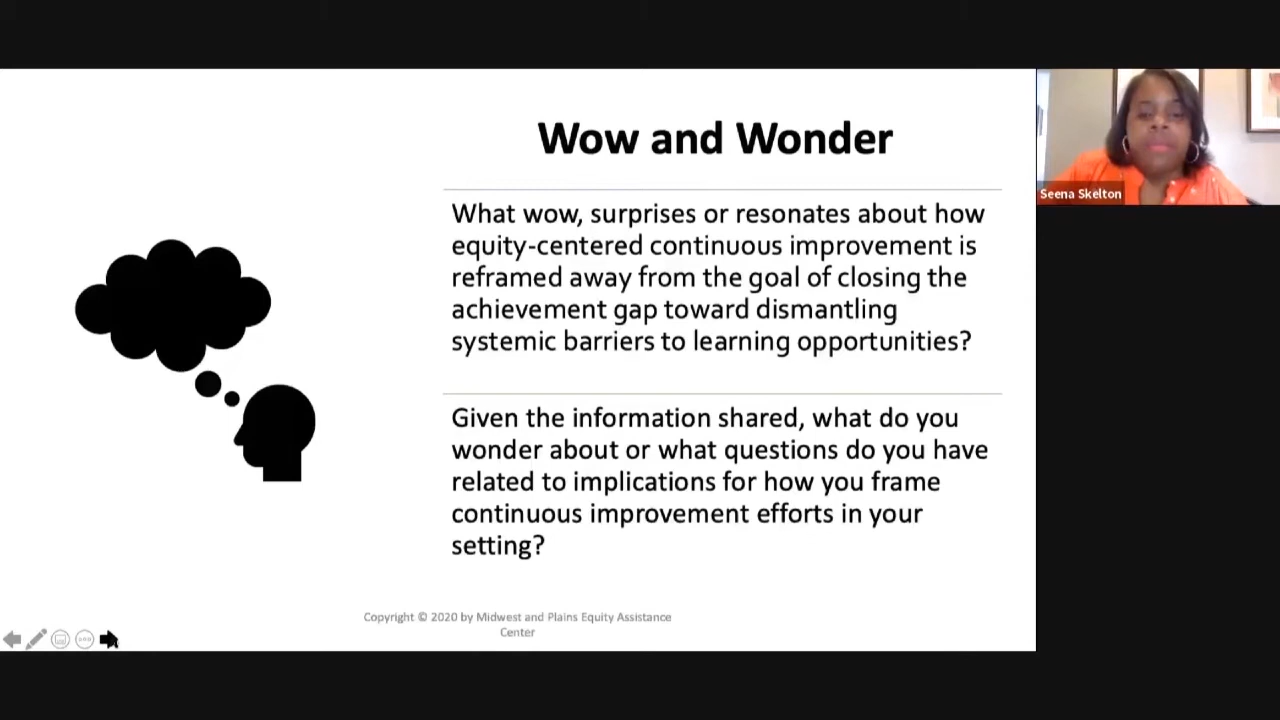 Wow and Wonder
What wow, surprises or resonates about how
equity-centered continuous improvement is
reframed away from the goal of closing the
achievement gap toward dismantling
systemic barriers to learning opportunities?
Given the information shared, what do you
wonder about or what questions do you have
related to implications for how you frame
continuous improvement efforts in your
setting?
Copyright © 2020 by Midwest and Plains Equity Assistance
Center
Seena Skelton